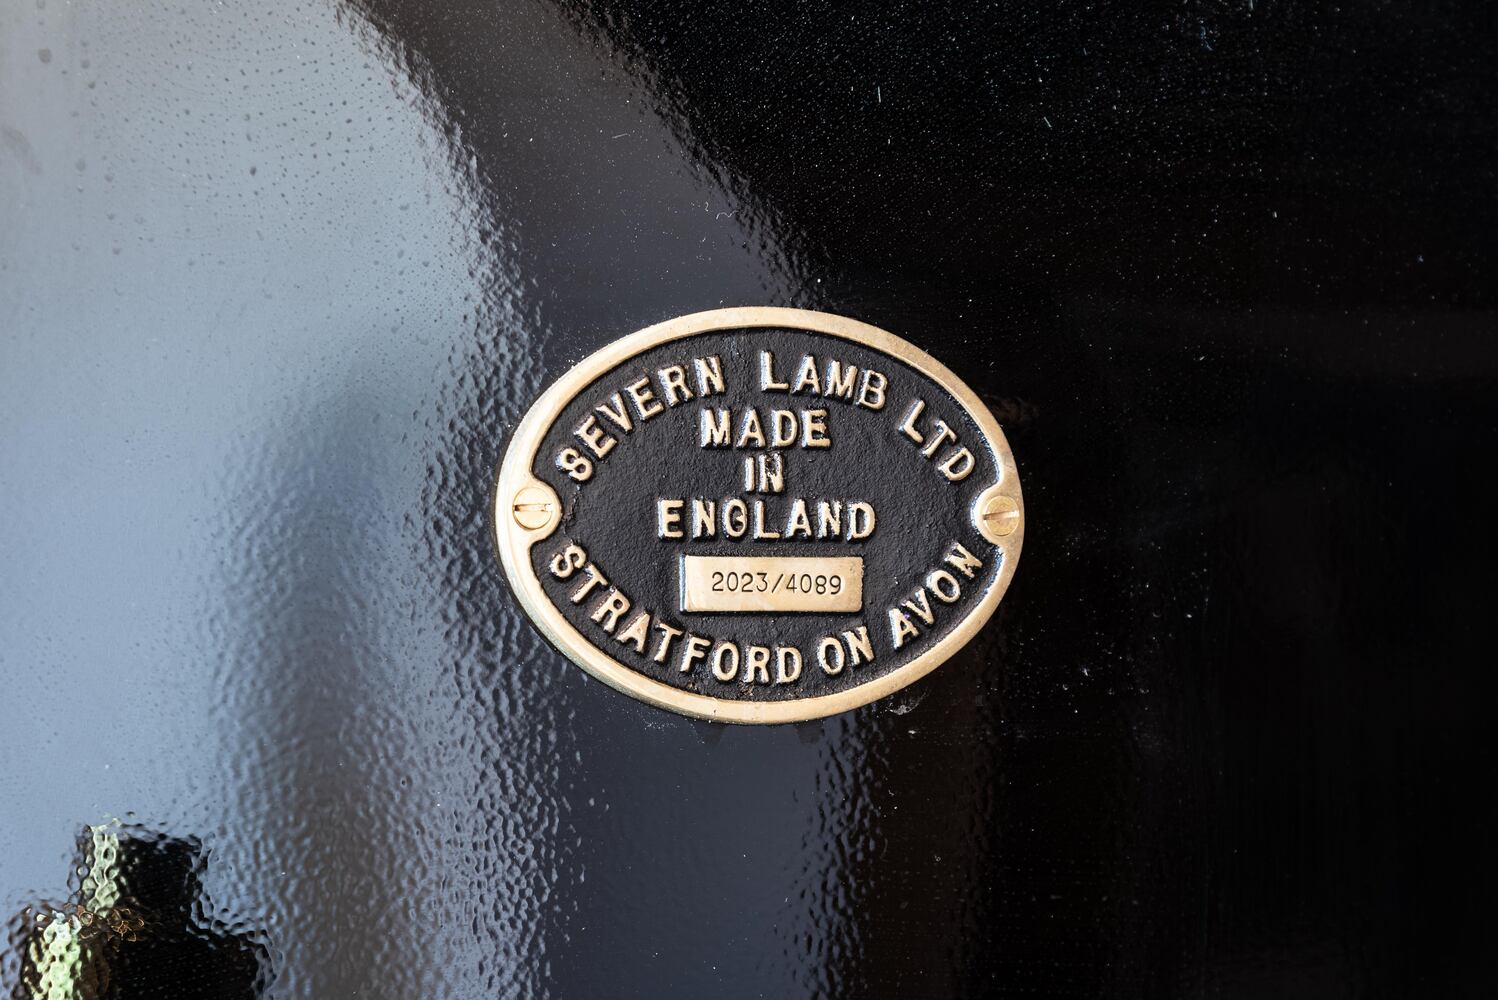 SEVERN LAMB LTD
MADE
IN
ENGLAND
2023/4089
STRATFORD ON AVON